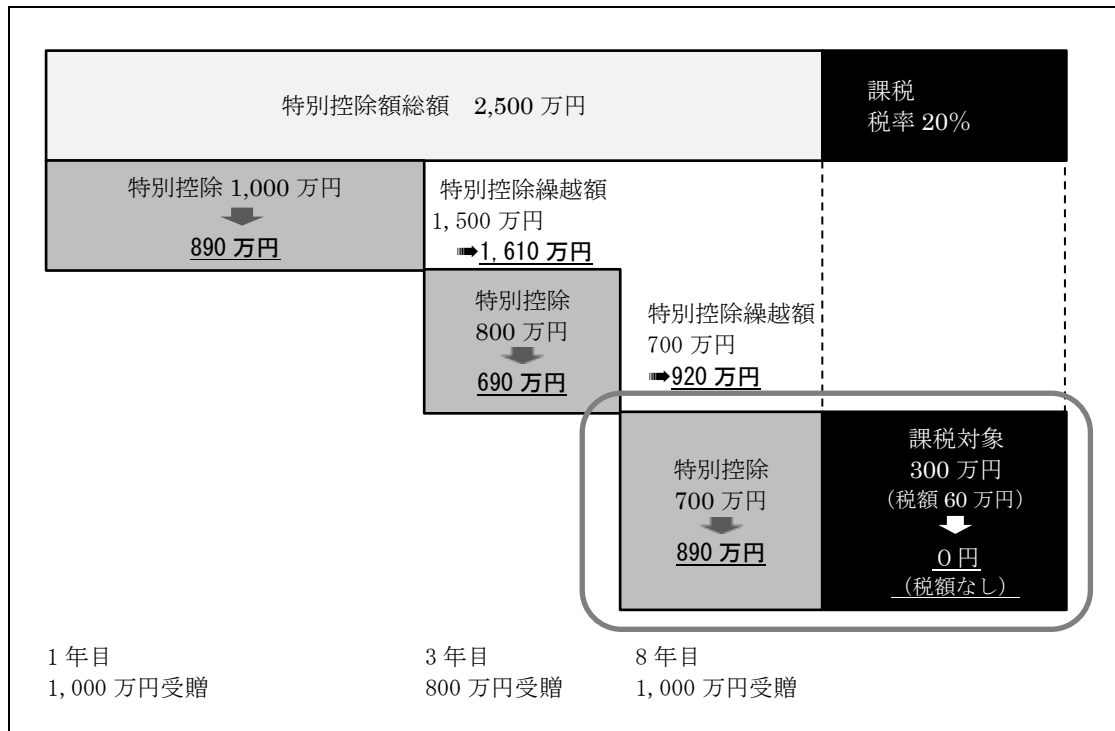 特別控除額総額 2,500 万円
課税
税率 20%
特別控除 1,000 万円
890 万円
特別控除繰越額
1,500 万円
➠1,610 万円
特別控除
800 万円
690 万円
特別控除繰越額
700 万円
➠920 万円
特別控除
700 万円
890 万円
課税対象
300 万円
（税額 60 万円）
０円
（税額なし）
1 年目
1,000 万円受贈
3 年目
800 万円受贈
8 年目
1,000 万円受贈